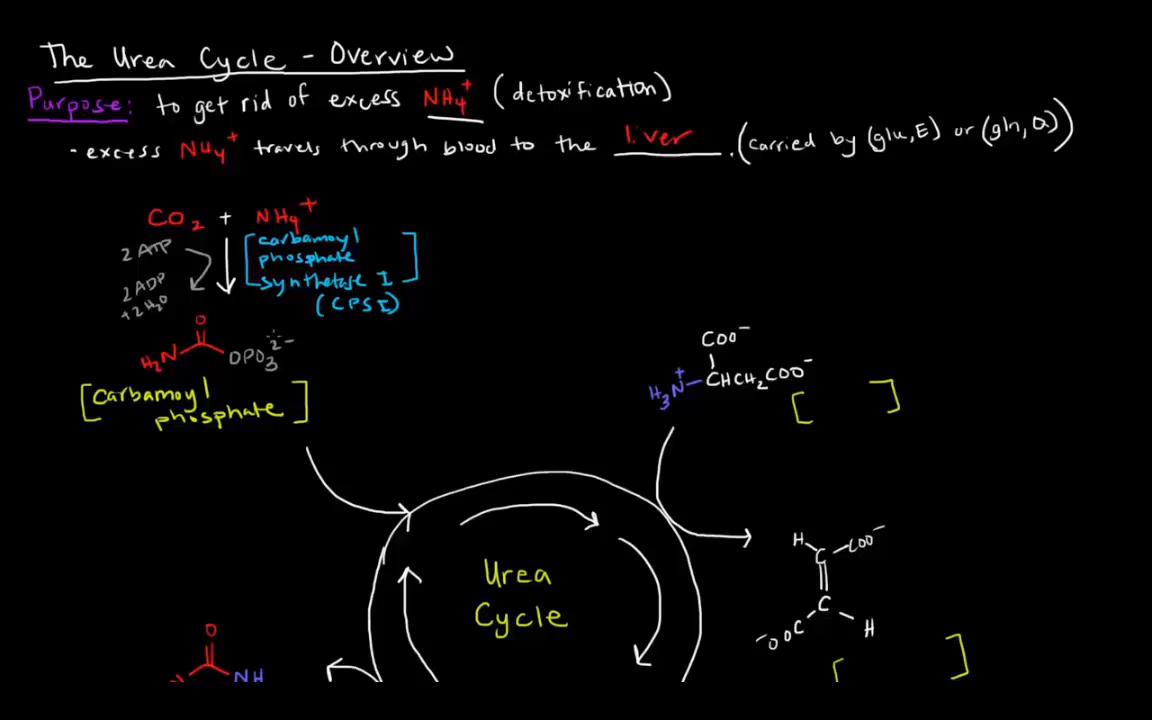 The Urea Cycle - Overview
Purpose: to get rid of excess NH4+ (detoxification)
- excess NH4+ travels through blood to the liver. (carried by (glu, E) or (gln, Q))
CO2 + NH4+
2 ATP
2 ADP
+ 2 H2O
[carbamoyl
phosphate
synthetase I]
(CPS I)
O
H2N OPO3 2-
[carbamoyl
phosphate]
COO-
H3N+ - CHCH2COO-
[ ]
H C COO-
C
-OOC H
[ ]
Urea
Cycle
O
NH